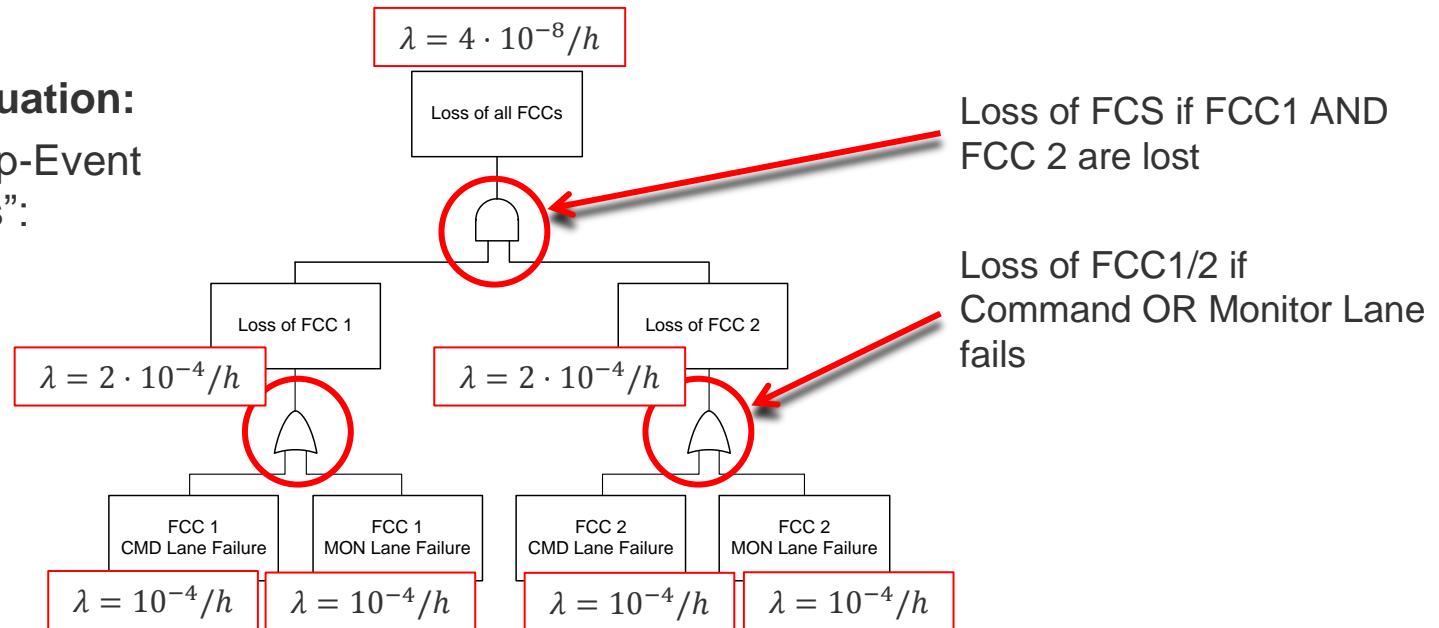 λ = 4 · 10⁻⁸/h
uation:
Loss of all FCCs
p-Event
s”:
Loss of FCS if FCC1 AND
FCC 2 are lost
Loss of FCC1/2 if
Command OR Monitor Lane
fails
Loss of FCC 1
Loss of FCC 2
λ = 2 · 10⁻⁴/h
λ = 2 · 10⁻⁴/h
FCC 1
CMD Lane Failure
FCC 1
MON Lane Failure
FCC 2
CMD Lane Failure
FCC 2
MON Lane Failure
λ = 10⁻⁴/h
λ = 10⁻⁴/h
λ = 10⁻⁴/h
λ = 10⁻⁴/h